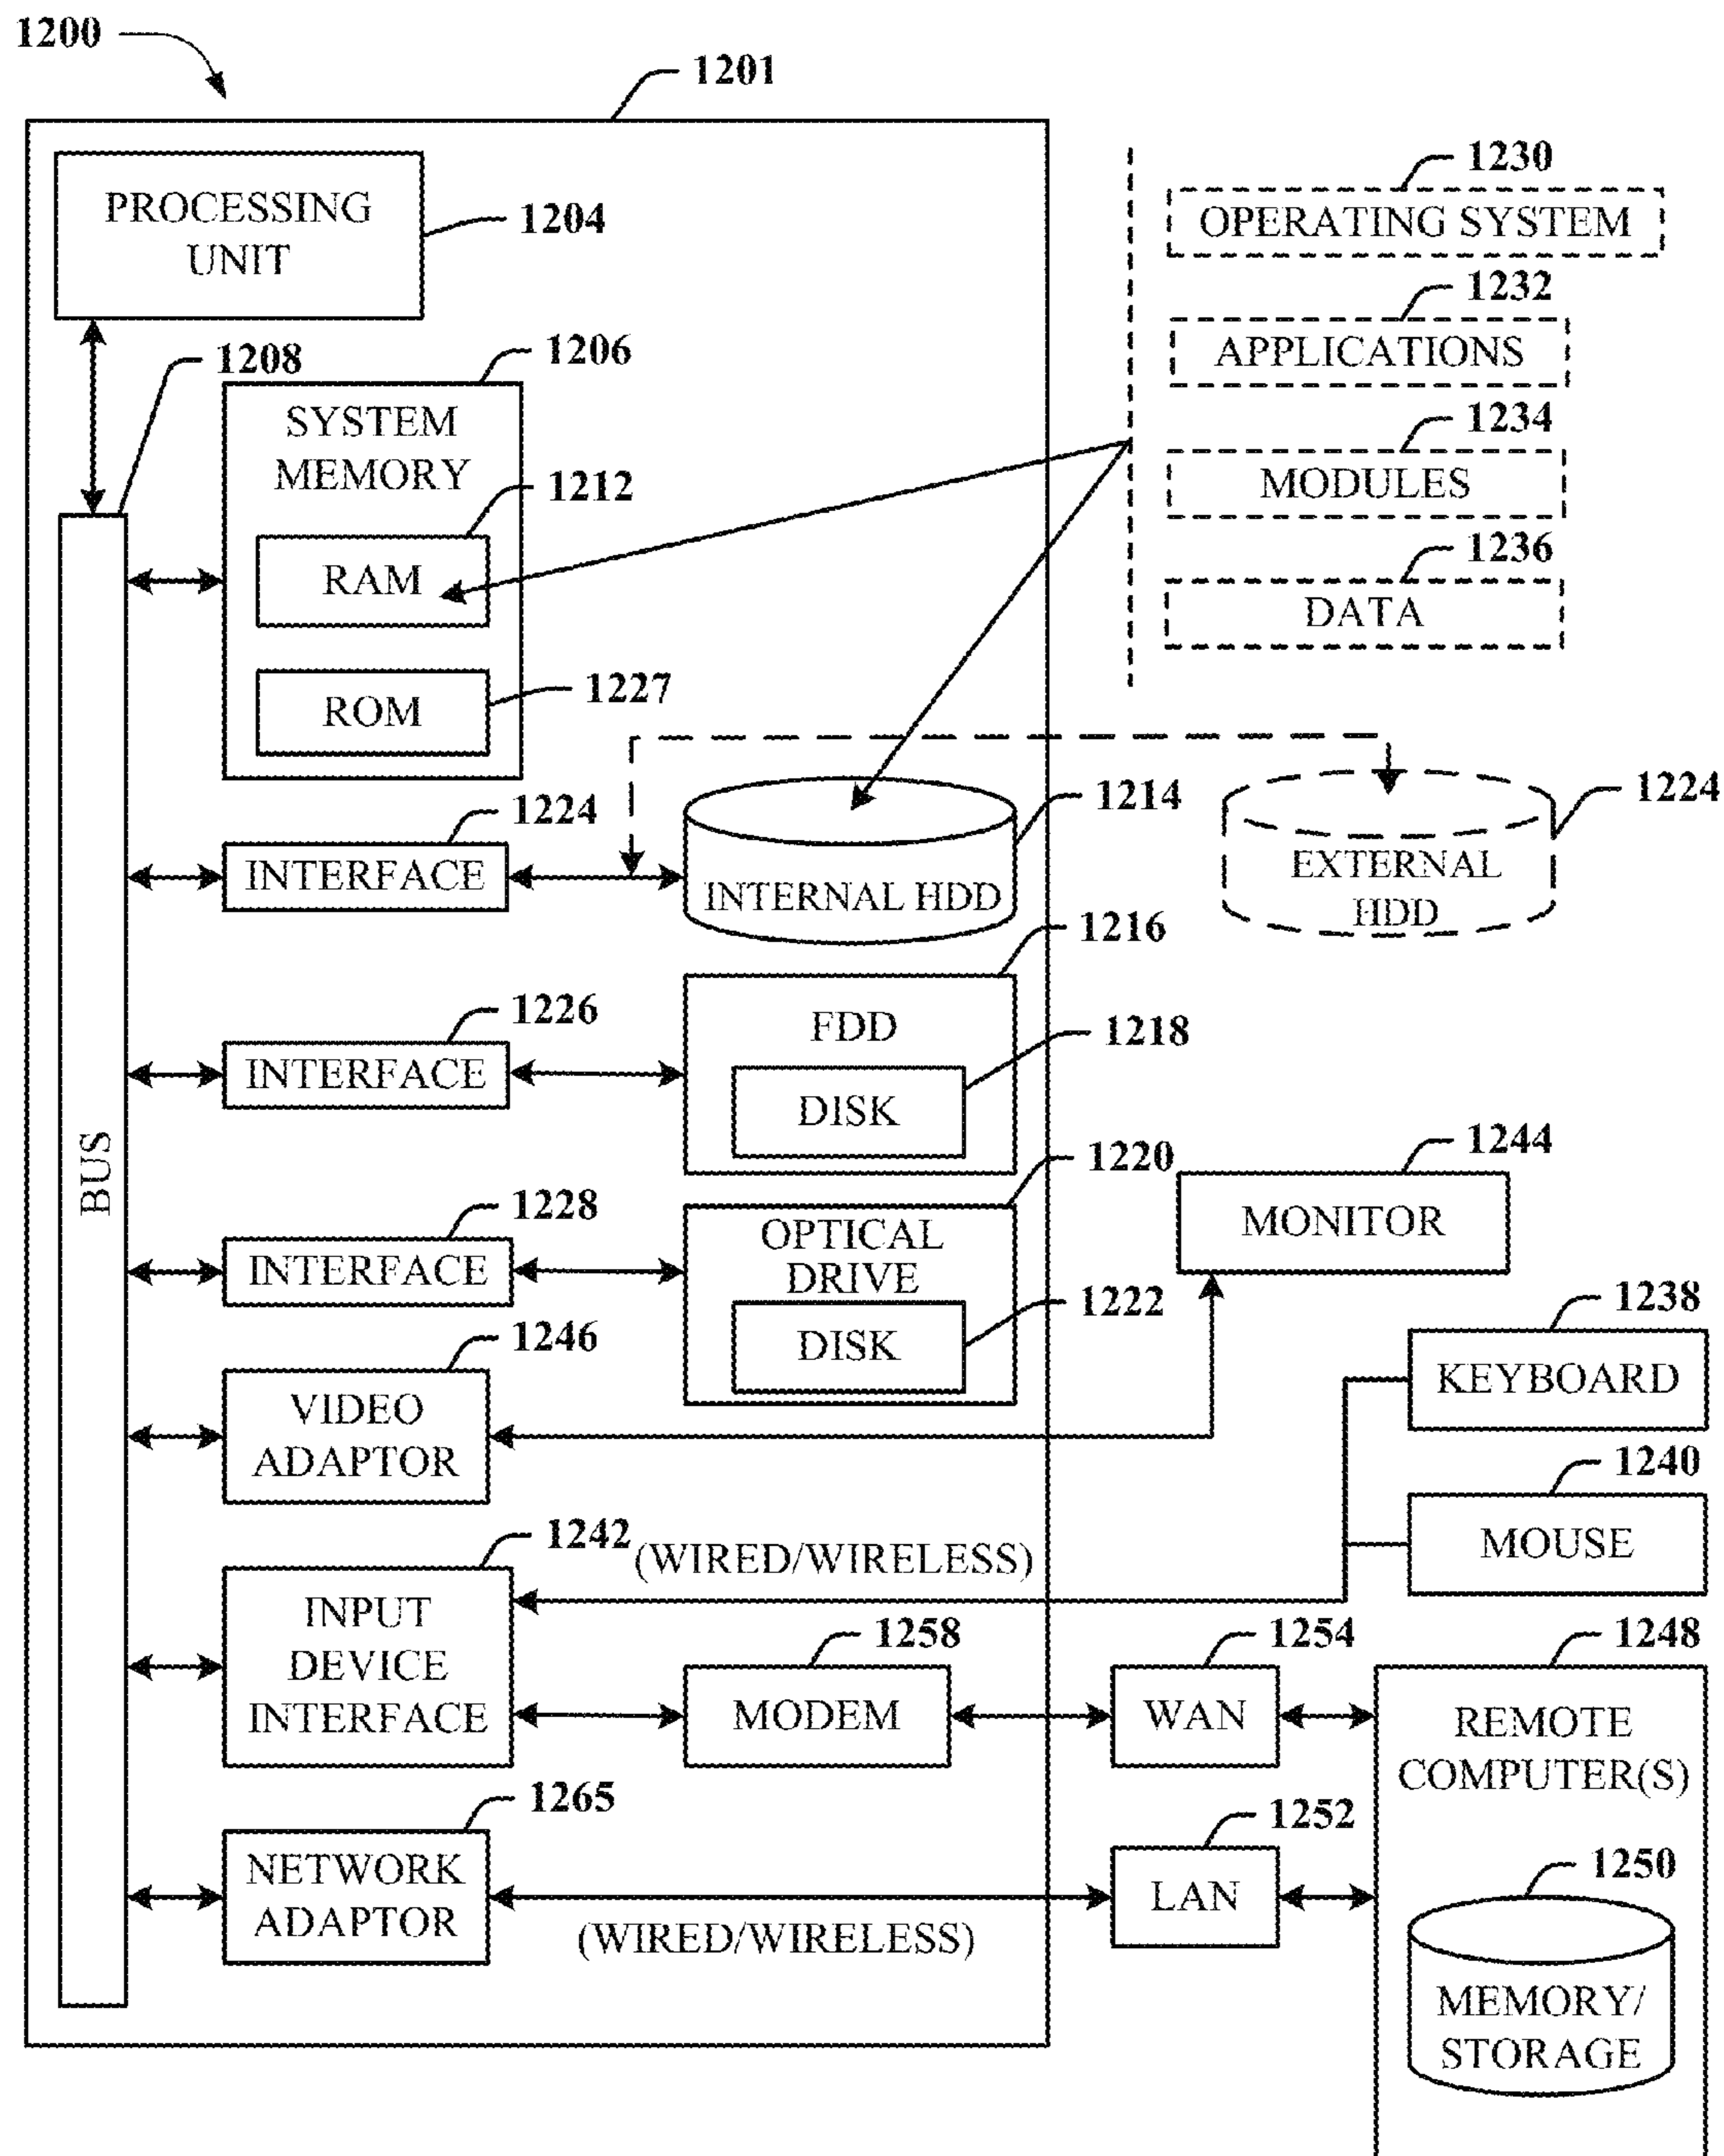 1200
1201
PROCESSING
UNIT
1204
1208
1206
SYSTEM
MEMORY
1212
RAM
ROM
1227
1230
OPERATING SYSTEM
1232
APPLICATIONS
1234
MODULES
1236
DATA
1224
INTERFACE
1214
INTERNAL HDD
1224
EXTERNAL
HDD
1226
INTERFACE
1216
FDD
1218
DISK
BUS
1228
INTERFACE
1220
OPTICAL
DRIVE
1222
DISK
1244
MONITOR
1246
VIDEO
ADAPTOR
1238
KEYBOARD
1240
MOUSE
1242
(WIRED/WIRELESS)
INPUT
DEVICE
INTERFACE
1258
MODEM
1254
WAN
1248
REMOTE
COMPUTER(S)
1265
NETWORK
ADAPTOR
(WIRED/WIRELESS)
1252
LAN
1250
MEMORY/
STORAGE